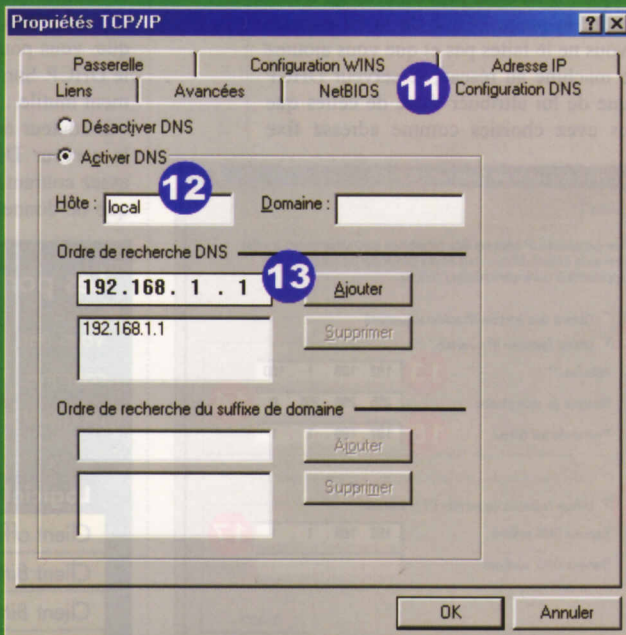 Propriétés TCP/IP
Passerelle Configuration WINS Adresse IP
Liens Avancées NetBIOS 11 Configuration DNS
Désactiver DNS
Activer DNS
12
Hôte : local Domaine :
Ordre de recherche DNS
13
192.168. 1 . 1 Ajouter
192.168.1.1 Supprimer
Ordre de recherche du suffixe de domaine
Ajouter
Supprimer
OK Annuler